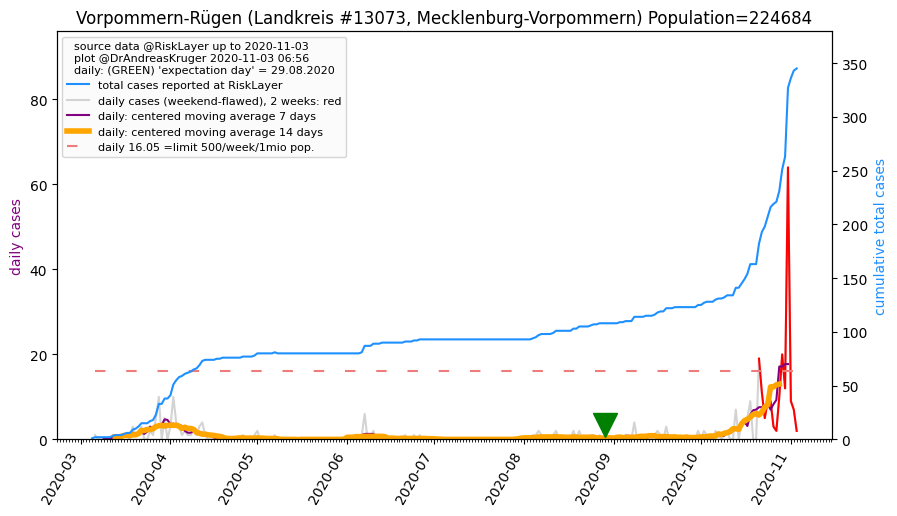 Vorpommern-Rügen (Landkreis #13073, Mecklenburg-Vorpommern) Population=224684
source data @RiskLayer up to 2020-11-03
plot @DrAndreasKruger 2020-11-03 06:56
daily: (GREEN) 'expectation day' = 29.08.2020
total cases reported at RiskLayer
daily cases (weekend-flawed), 2 weeks: red
daily: centered moving average 7 days
daily: centered moving average 14 days
daily 16.05 =limit 500/week/1mio pop.
daily cases
80
60
40
20
0
cumulative total cases
350
300
250
200
150
100
50
0
2020-03
2020-04
2020-05
2020-06
2020-07
2020-08
2020-09
2020-10
2020-11